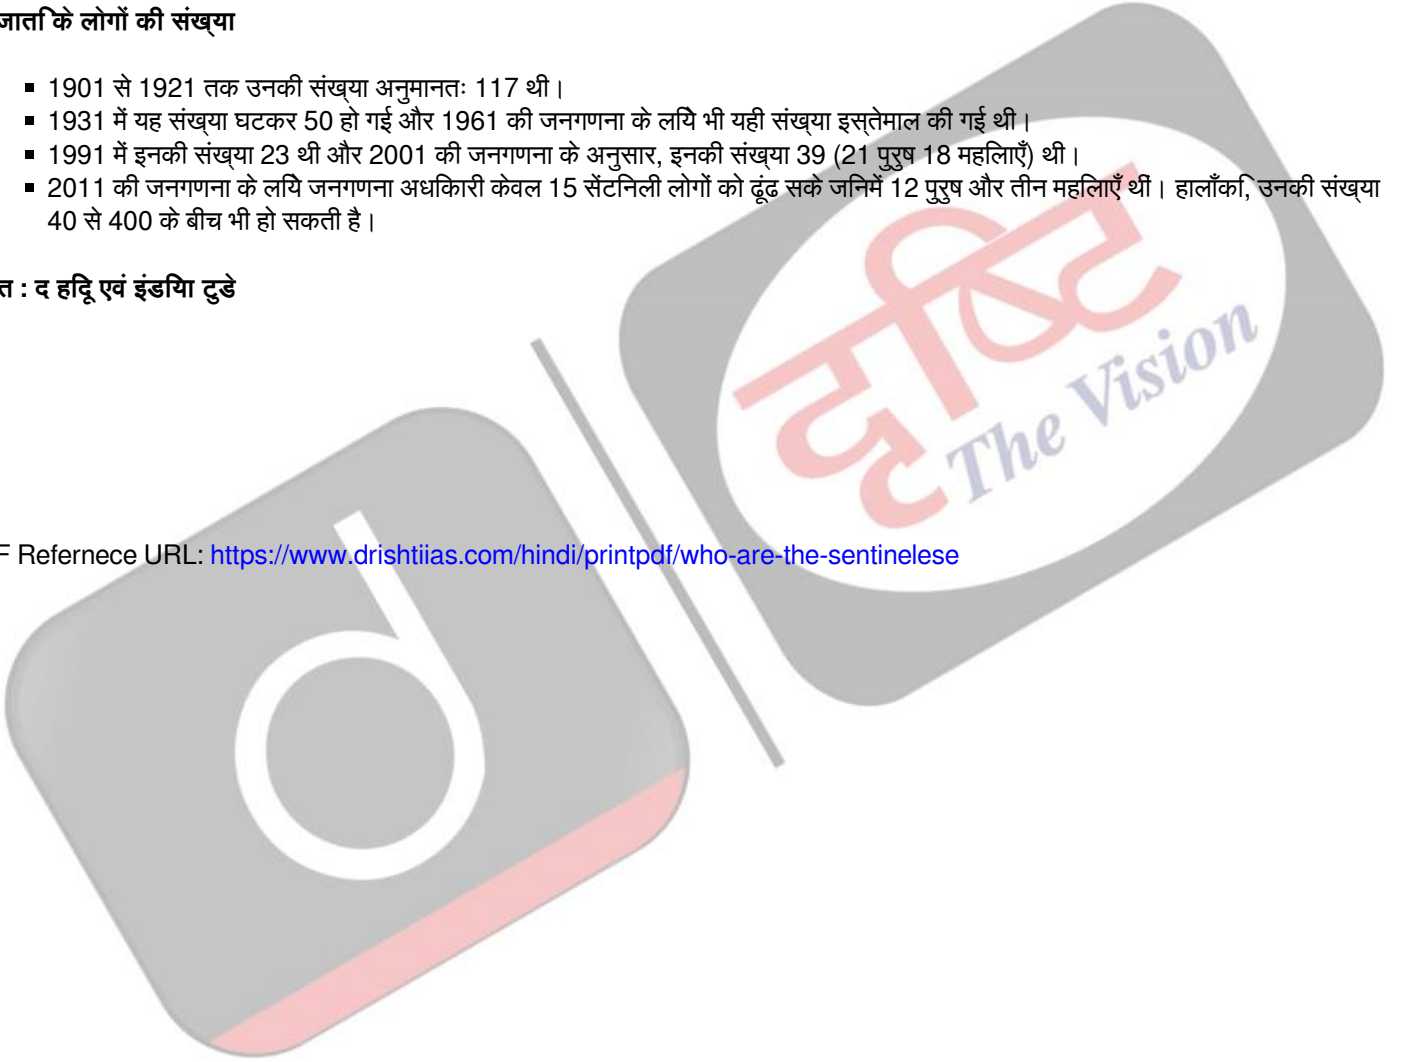 जाति के लोगों की संख्या
1901 से 1921 तक उनकी संख्या अनुमानतः 117 थी।
1931 में यह संख्या घटकर 50 हो गई और 1961 की जनगणना के लिये भी यही संख्या इस्तेमाल की गई थी।
1991 में इनकी संख्या 23 थी और 2001 की जनगणना के अनुसार, इनकी संख्या 39 (21 पुरुष 18 महिलाएँ) थी।
2011 की जनगणना के लिये जनगणना अधिकारी केवल 15 सेंटनिली लोगों को ढूंढ सके जिनमें 12 पुरुष और तीन महिलाएँ थीं। हालाँकि, उनकी संख्या
40 से 400 के बीच भी हो सकती है।
त : द हिंदू एवं इंडिया टुडे
दृष्टि
The Vision
F Refernece URL: https://www.drishtiias.com/hindi/printpdf/who-are-the-sentinelese
d